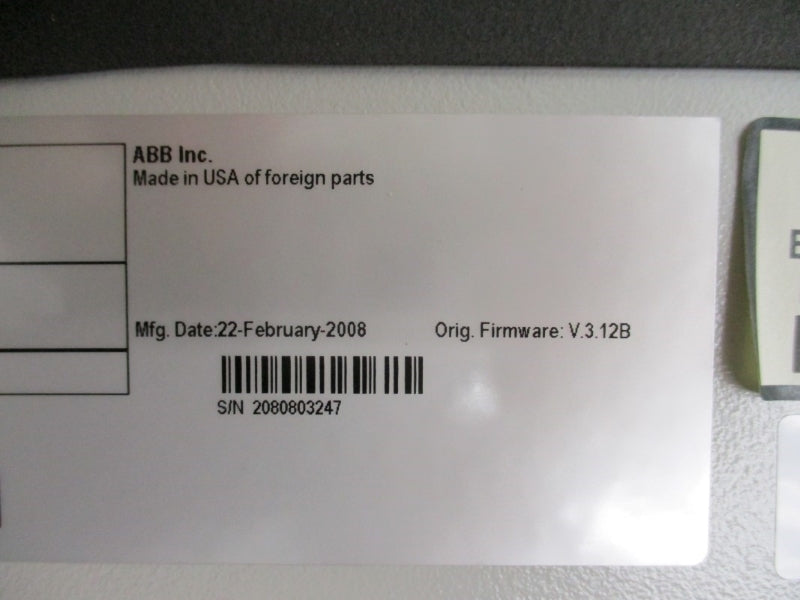 ABB Inc.
Made in USA of foreign parts
Mfg. Date:22-February-2008 Orig. Firmware: V.3.12B
S/N 2080803247